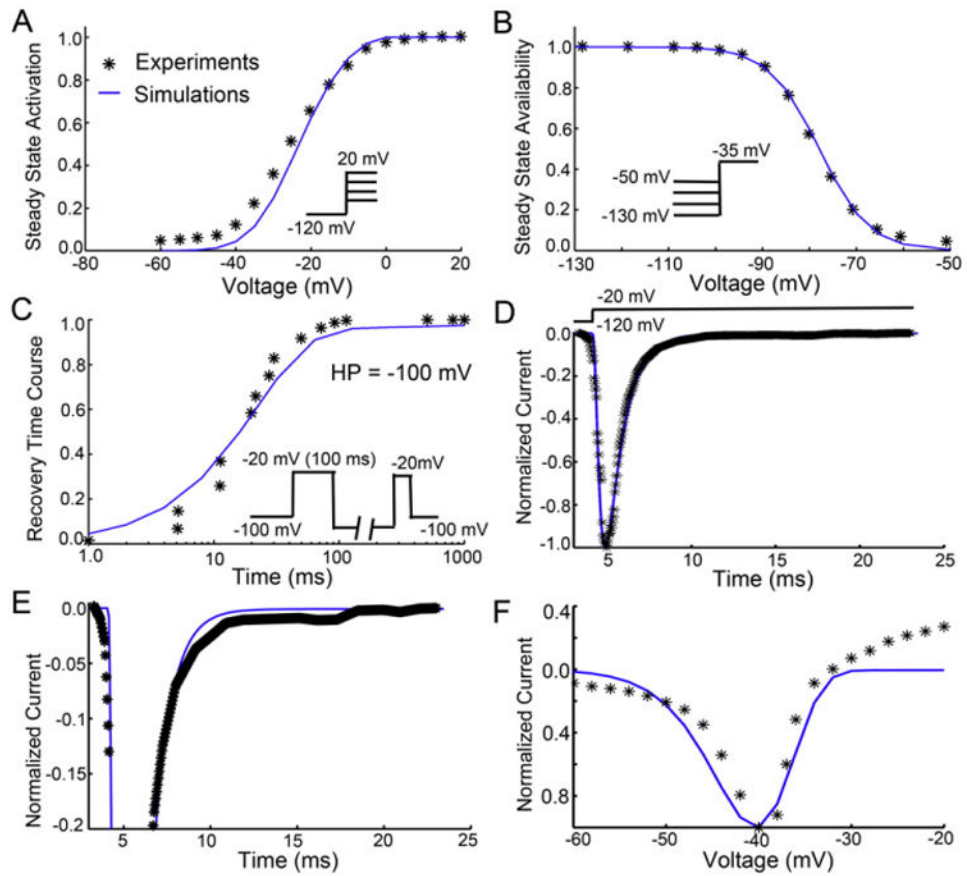 A
Steady State Activation
1.0
0.8
0.6
0.4
0.2
0.0
Experiments
Simulations
20 mV
-120 mV
-80
-60
-40
-20
0
20
Voltage (mV)
B
Steady State Availability
1.0
0.8
0.6
0.4
0.2
0.0
-35 mV
-50 mV
-130 mV
-130
-110
-90
-70
-50
Voltage (mV)
C
Recovery Time Course
1.0
0.8
0.6
0.4
0.2
0.0
HP = -100 mV
-20 mV (100 ms)
-20mV
-100 mV
-100 mV
1.0
10
100
1000
Time (ms)
D
-20 mV
-120 mV
Normalized Current
0.0
-0.2
-0.4
-0.6
-0.8
-1.0
5
10
15
20
25
Time (ms)
E
Normalized Current
0.0
-0.05
-0.10
-0.15
-0.2
5
10
15
20
25
Time (ms)
F
Normalized Current
0.4
0.0
0.4
0.8
-60
-50
-40
-30
-20
Voltage (mV)